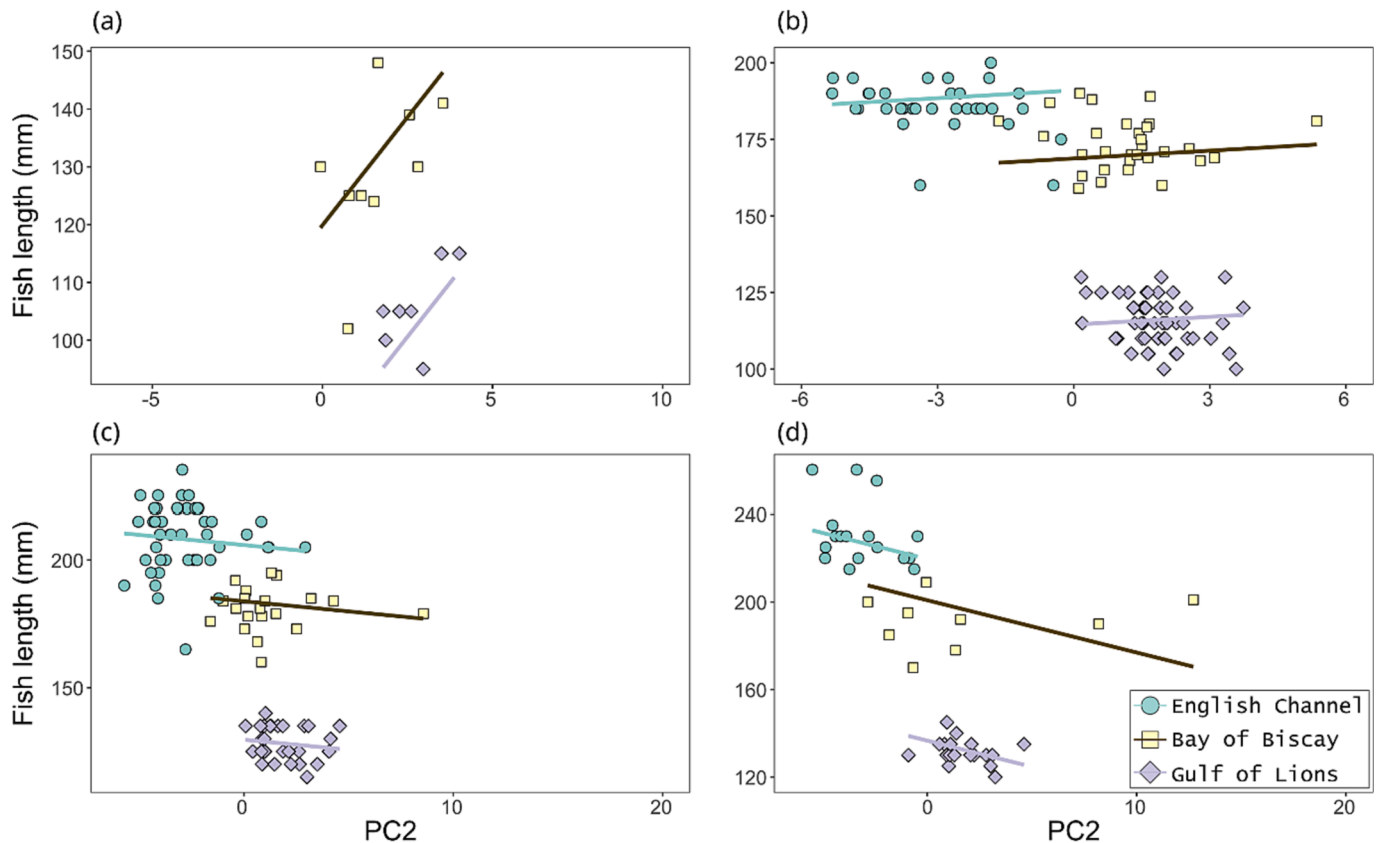 (a)
(b)
Fish length (mm)
150
140
130
120
110
100
-5
0
5
10
200
175
150
125
100
-6
-3
0
3
6
(c)
(d)
Fish length (mm)
200
150
0
10
20
PC2
240
200
160
120
0
10
20
PC2
English Channel
Bay of Biscay
Gulf of Lions